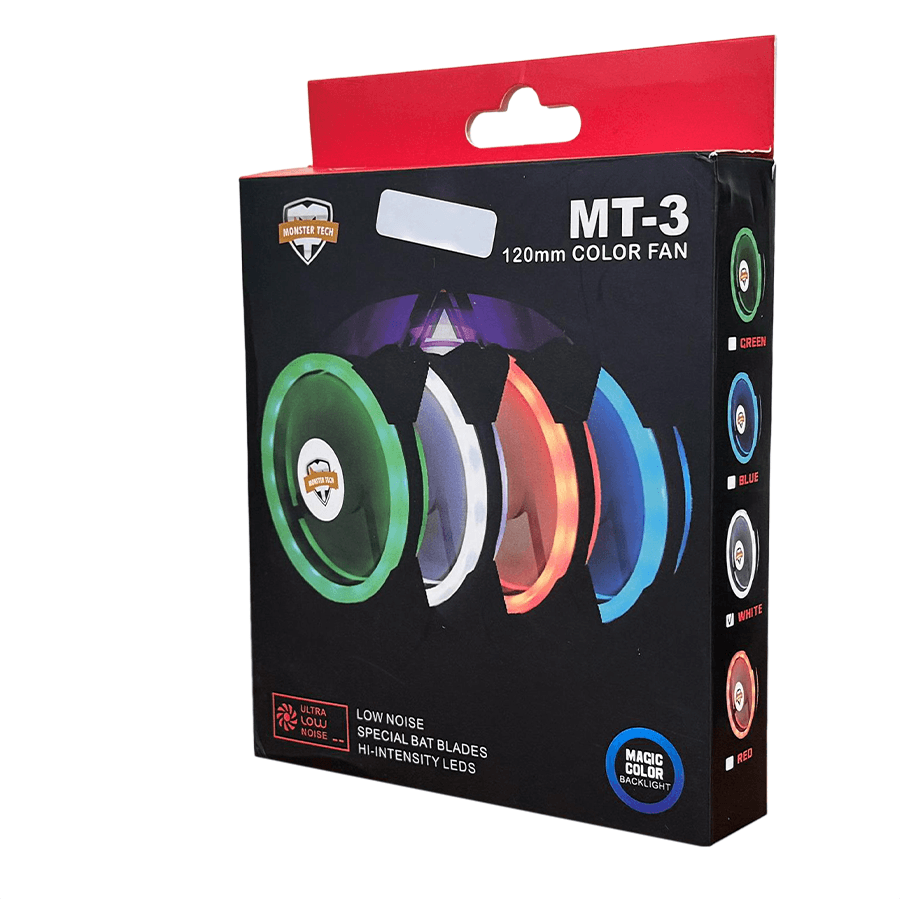 MONSTER TECH
MT-3
120mm COLOR FAN
MONSTER TECH
ULTRA
LOW
NOISE
LOW NOISE
SPECIAL BAT BLADES
HI-INTENSITY LEDS
MAGIC
COLOR
BACKLIGHT
GREEN
BLUE
WHITE
RED